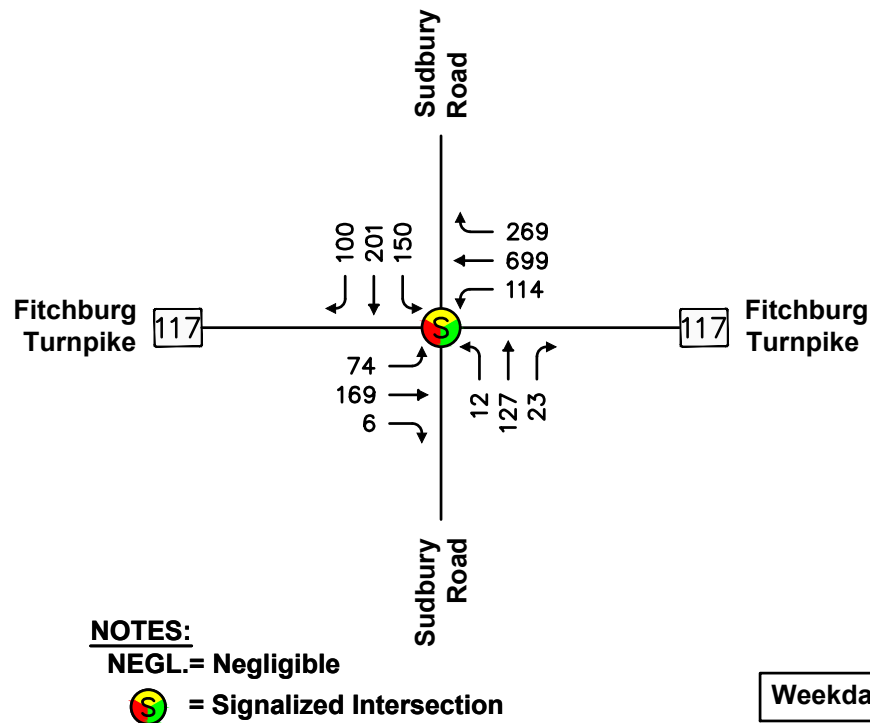 Sudbury
Road
269
699
114
100
201
150
Fitchburg
Turnpike
117
S
117
Fitchburg
Turnpike
74
169
6
12
127
23
Sudbury
Road
NOTES:
NEGL.= Negligible
S = Signalized Intersection